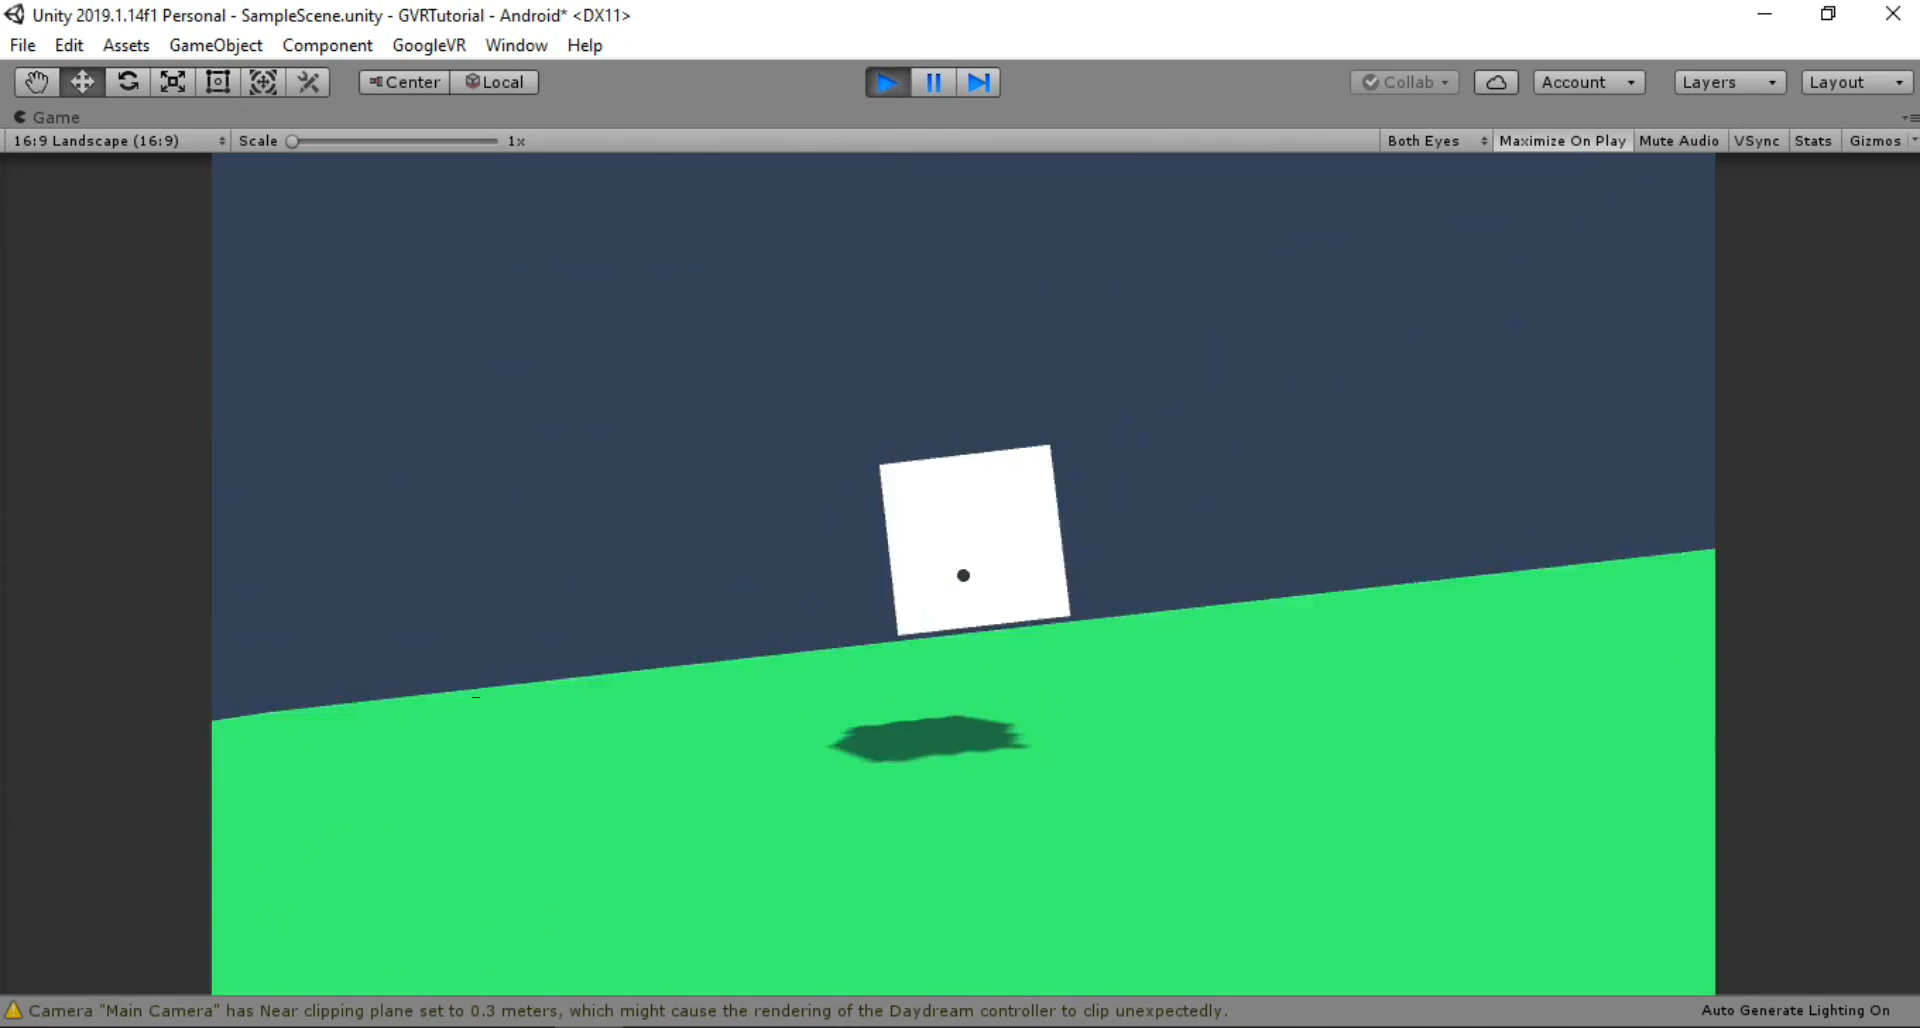 Unity 2019.1.14f1 Personal - SampleScene.unity - GVRTutorial - Android* <DX11>
File Edit Assets GameObject Component GoogleVR Window Help
Center Local Collab Account Layers Layout
Game
16:9 Landscape (16:9) Scale 1x Both Eyes Maximize On Play Mute Audio VSync Stats Gizmos
Camera "Main Camera" has Near clipping plane set to 0.3 meters, which might cause the rendering of the Daydream controller to clip unexpectedly. Auto Generate Lighting On